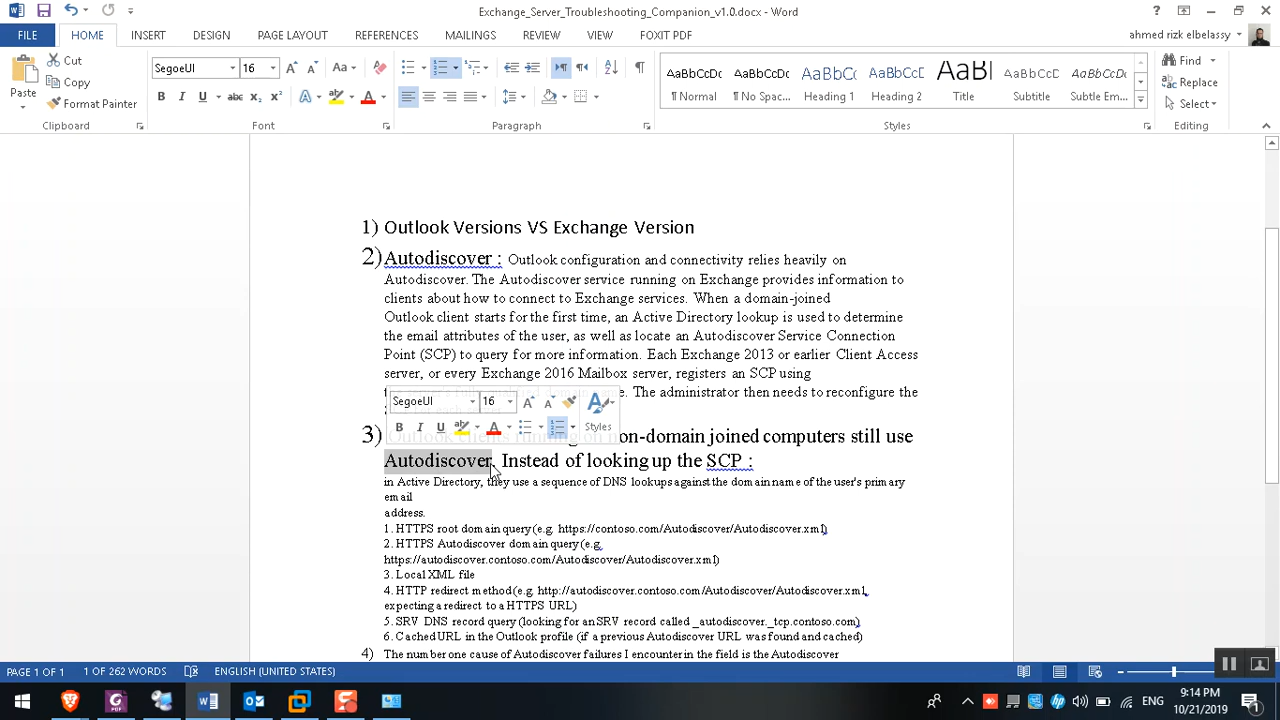 Exchange_Server_Troubleshooting_Companion_v1.0.docx - Word
FILE HOME INSERT DESIGN PAGE LAYOUT REFERENCES MAILINGS REVIEW VIEW FOXIT PDF
ahmed rizk elbelassy
Paste
Cut
Copy
Format Painter
Clipboard
SegoeUI 16
Font
Paragraph
AaBbCcDc AaBbCcDc AaBbCc AaBbCc AaBl AaBbCcD AaBbCcDc
¶ Normal ¶ No Spac... Heading 1 Heading 2 Title Subtitle Subtle Em...
Styles
Find
Replace
Select
Editing
1) Outlook Versions VS Exchange Version
2) Autodiscover : Outlook configuration and connectivity relies heavily on
Autodiscover. The Autodiscover service running on Exchange provides information to
clients about how to connect to Exchange services. When a domain-joined
Outlook client starts for the first time, an Active Directory lookup is used to determine
the email attributes of the user, as well as locate an Autodiscover Service Connection
Point (SCP) to query for more information. Each Exchange 2013 or earlier Client Access
server, or every Exchange 2016 Mailbox server, registers an SCP using
The administrator then needs to reconfigure the
SegoeUI 16
Styles
3) Outlook clients running on non-domain joined computers still use
Autodiscover. Instead of looking up the SCP :
in Active Directory, they use a sequence of DNS lookups against the domain name of the user's primary
email
address.
1. HTTPS root domain query (e.g. https://contoso.com/Autodiscover/Autodiscover.xml)
2. HTTPS Autodiscover domain query (e.g.
https://autodiscover.contoso.com/Autodiscover/Autodiscover.xml)
3. Local XML file
4. HTTP redirect method (e.g. http://autodiscover.contoso.com/Autodiscover/Autodiscover.xml,
expecting a redirect to a HTTPS URL)
5. SRV DNS record query (looking for an SRV record called _autodiscover._tcp.contoso.com)
6. Cached URL in the Outlook profile (if a previous Autodiscover URL was found and cached)
4) The number one cause of Autodiscover failures I encounter in the field is the Autodiscover
PAGE 1 OF 1 1 OF 262 WORDS ENGLISH (UNITED STATES)
ENG
9:14 PM
10/21/2019